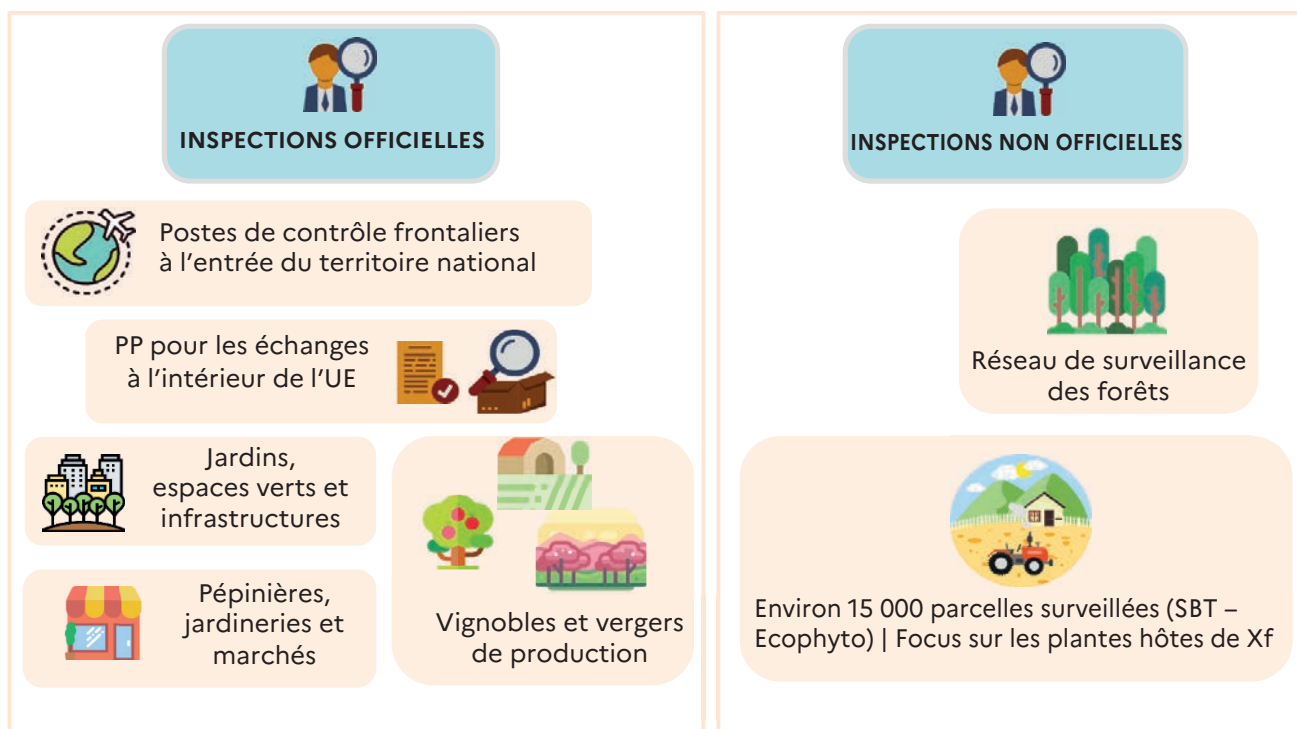 INSPECTIONS OFFICIELLES
Postes de contrôle frontaliers
à l'entrée du territoire national
PP pour les échanges
à l'intérieur de l'UE
Jardins,
espaces verts et
infrastructures
Pépinières,
jardineries et
marchés
Vignobles et vergers
de production
INSPECTIONS NON OFFICIELLES
Réseau de surveillance
des forêts
Environ 15 000 parcelles surveillées (SBT –
Ecophyto) | Focus sur les plantes hôtes de Xf